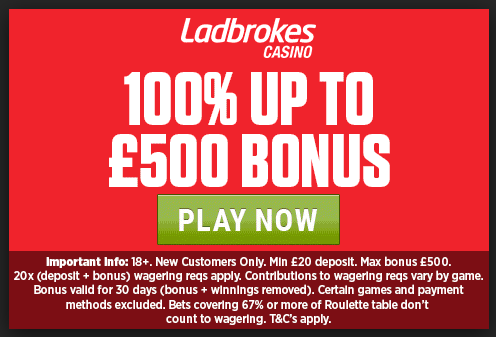 Ladbrokes
CASINO
100% UP TO
£500 BONUS
PLAY NOW
Important Info: 18+. New Customers Only. Min £20 deposit. Max bonus £500.
20x (deposit + bonus) wagering reqs apply. Contributions to wagering reqs vary by game.
Bonus valid for 30 days (bonus + winnings removed). Certain games and payment
methods excluded. Bets covering 67% or more of Roulette table don't
count to wagering. T&C's apply.